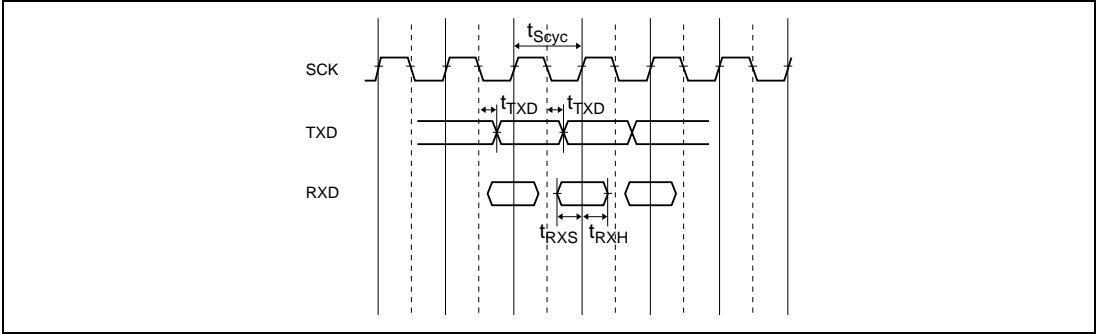 tScyc
SCK
tTXD tTXD
TXD
RXD
tRXS tRXH